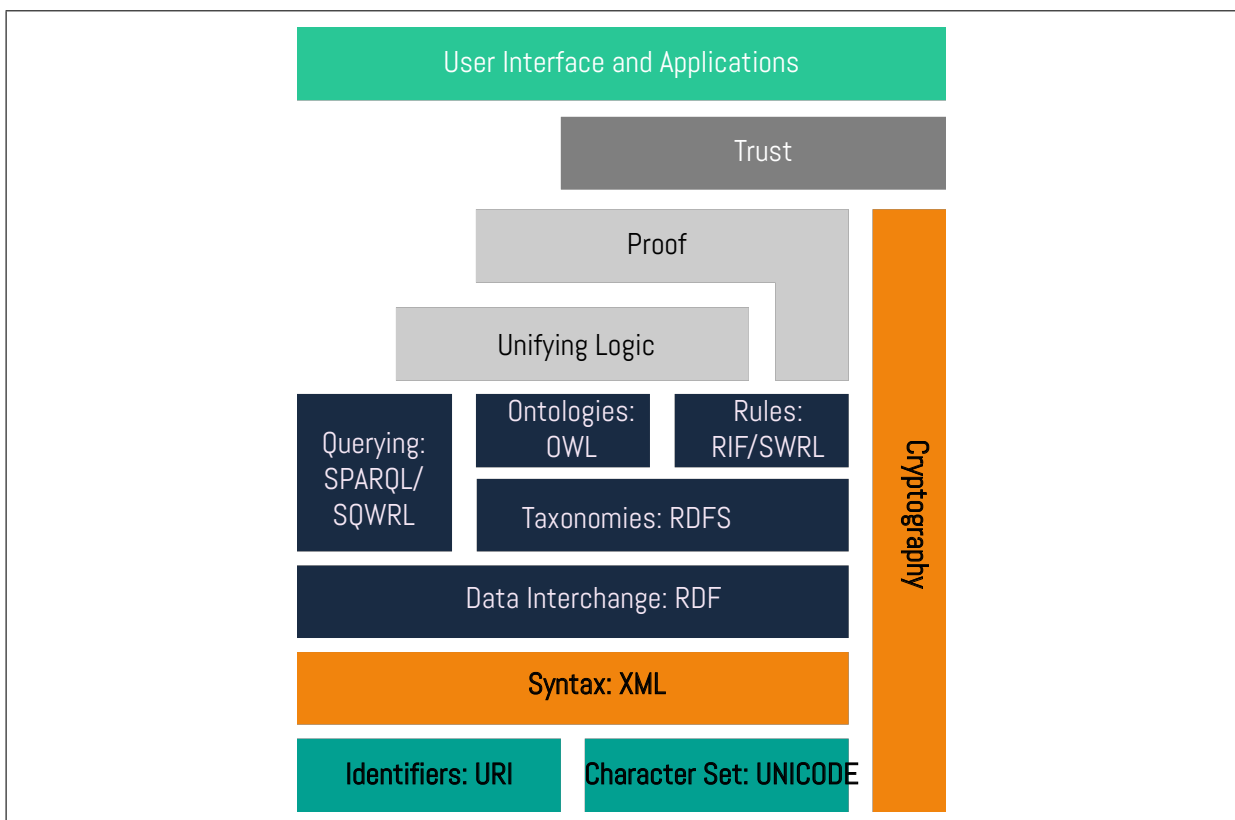 User Interface and Applications
Trust
Proof
Unifying Logic
Querying:
SPARQL/
SQWRL
Ontologies:
OWL
Rules:
RIF/SWRL
Taxonomies: RDFS
Data Interchange: RDF
Syntax: XML
Identifiers: URI
Character Set: UNICODE
Cryptography